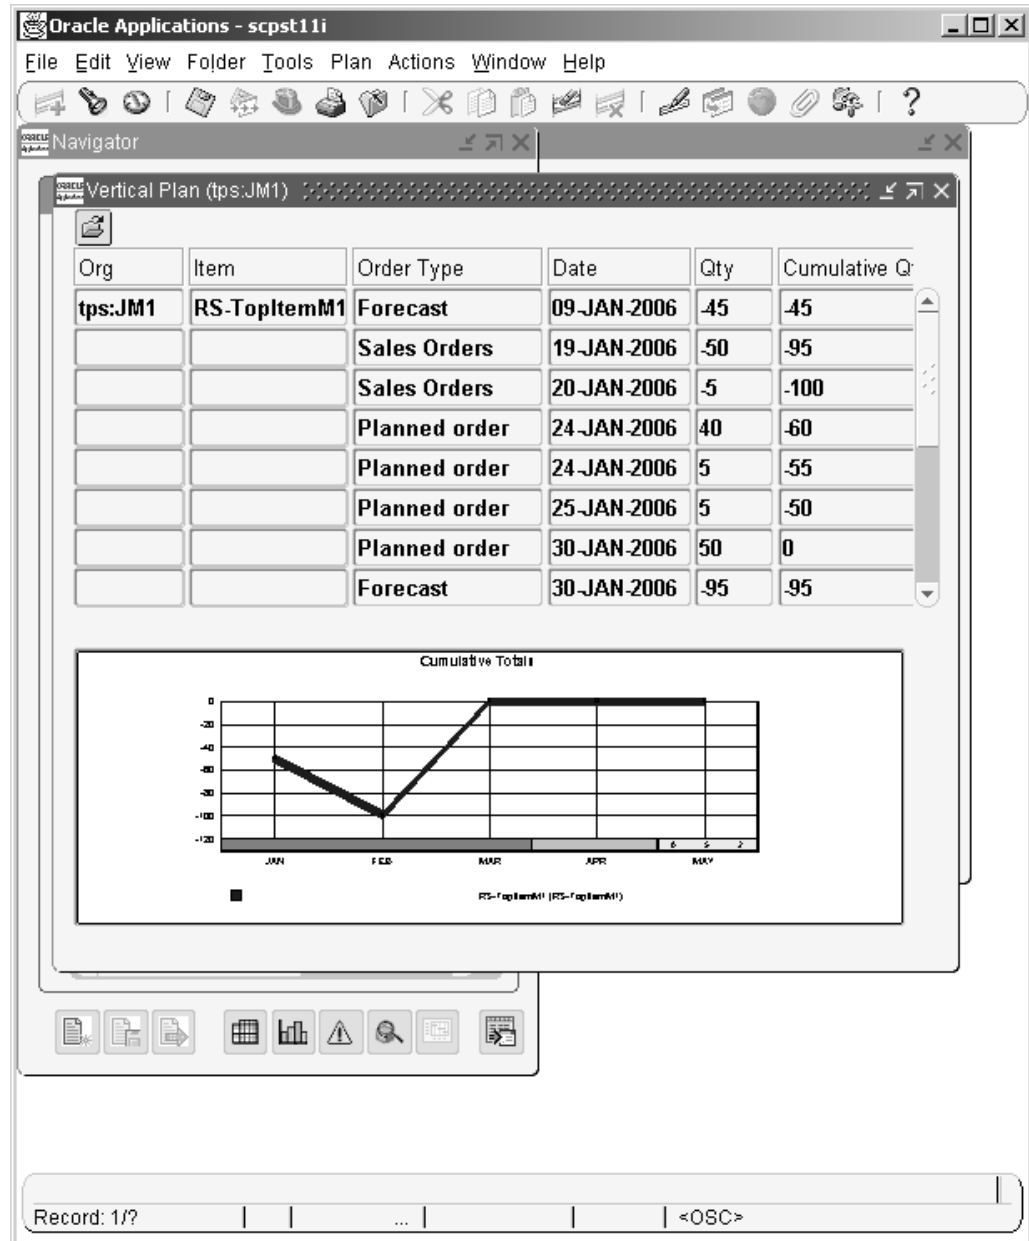 Oracle Applications - scpst11i
File Edit View Folder Tools Plan Actions Window Help
Navigator
Vertical Plan (tps:JM1)
Org Item Order Type Date Qty Cumulative Q
tps:JM1 RS-TopItemM1 Forecast 09-JAN-2006 -45 -45
Sales Orders 19-JAN-2006 -50 -95
Sales Orders 20-JAN-2006 -5 -100
Planned order 24-JAN-2006 40 -60
Planned order 24-JAN-2006 5 -55
Planned order 25-JAN-2006 5 -50
Planned order 30-JAN-2006 50 0
Forecast 30-JAN-2006 -95 -95
Cumulative Totals
0
-20
-40
-60
-80
-100
-120
JAN FEB MAR APR MAY
RS-TopItemM1 (RS-TopItemM1)
Record: 1/? ... <OSC>